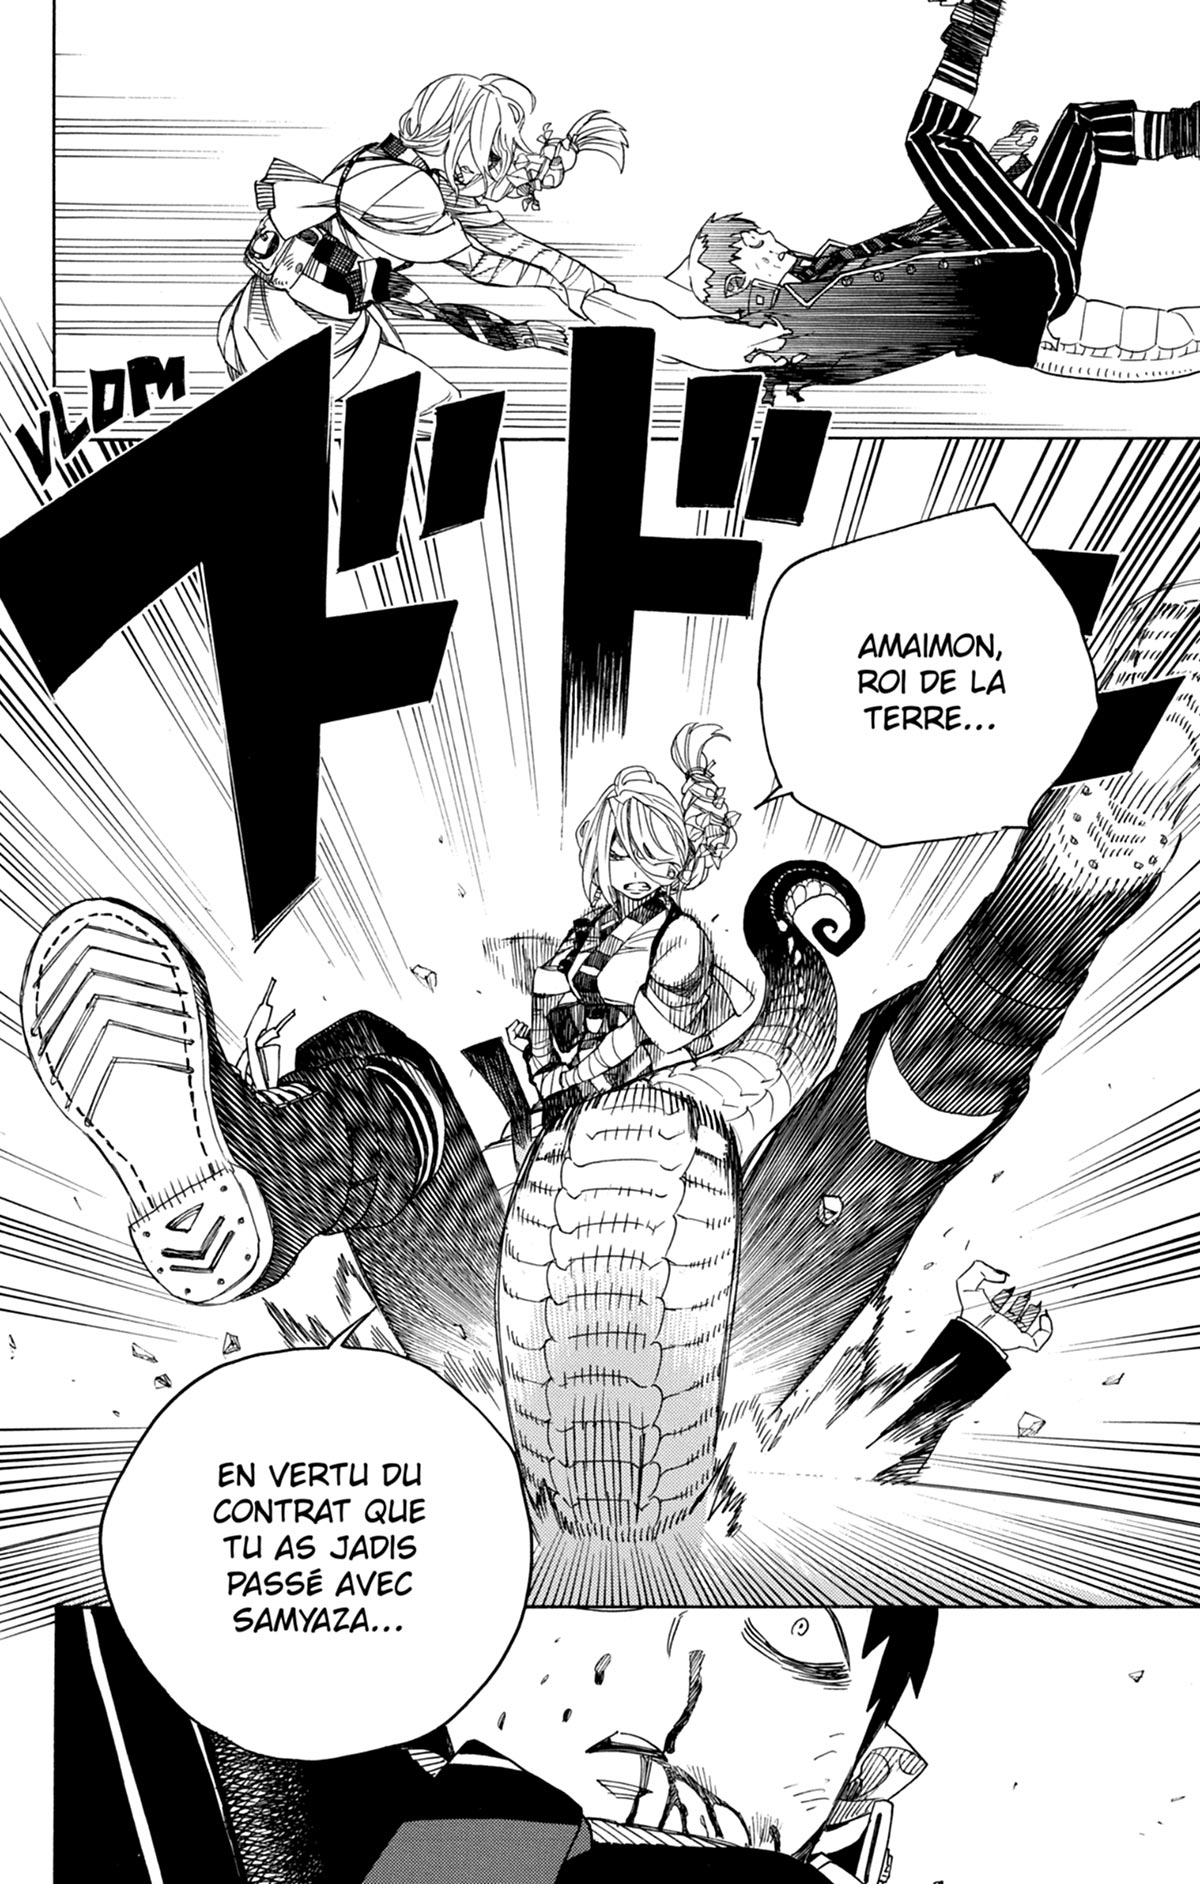 VLOM
ドドド
AMAIMON,
ROI DE LA
TERRE...
EN VERTU DU
CONTRAT QUE
TU AS JADIS
PASSÉ AVEC
SAMYAZA...